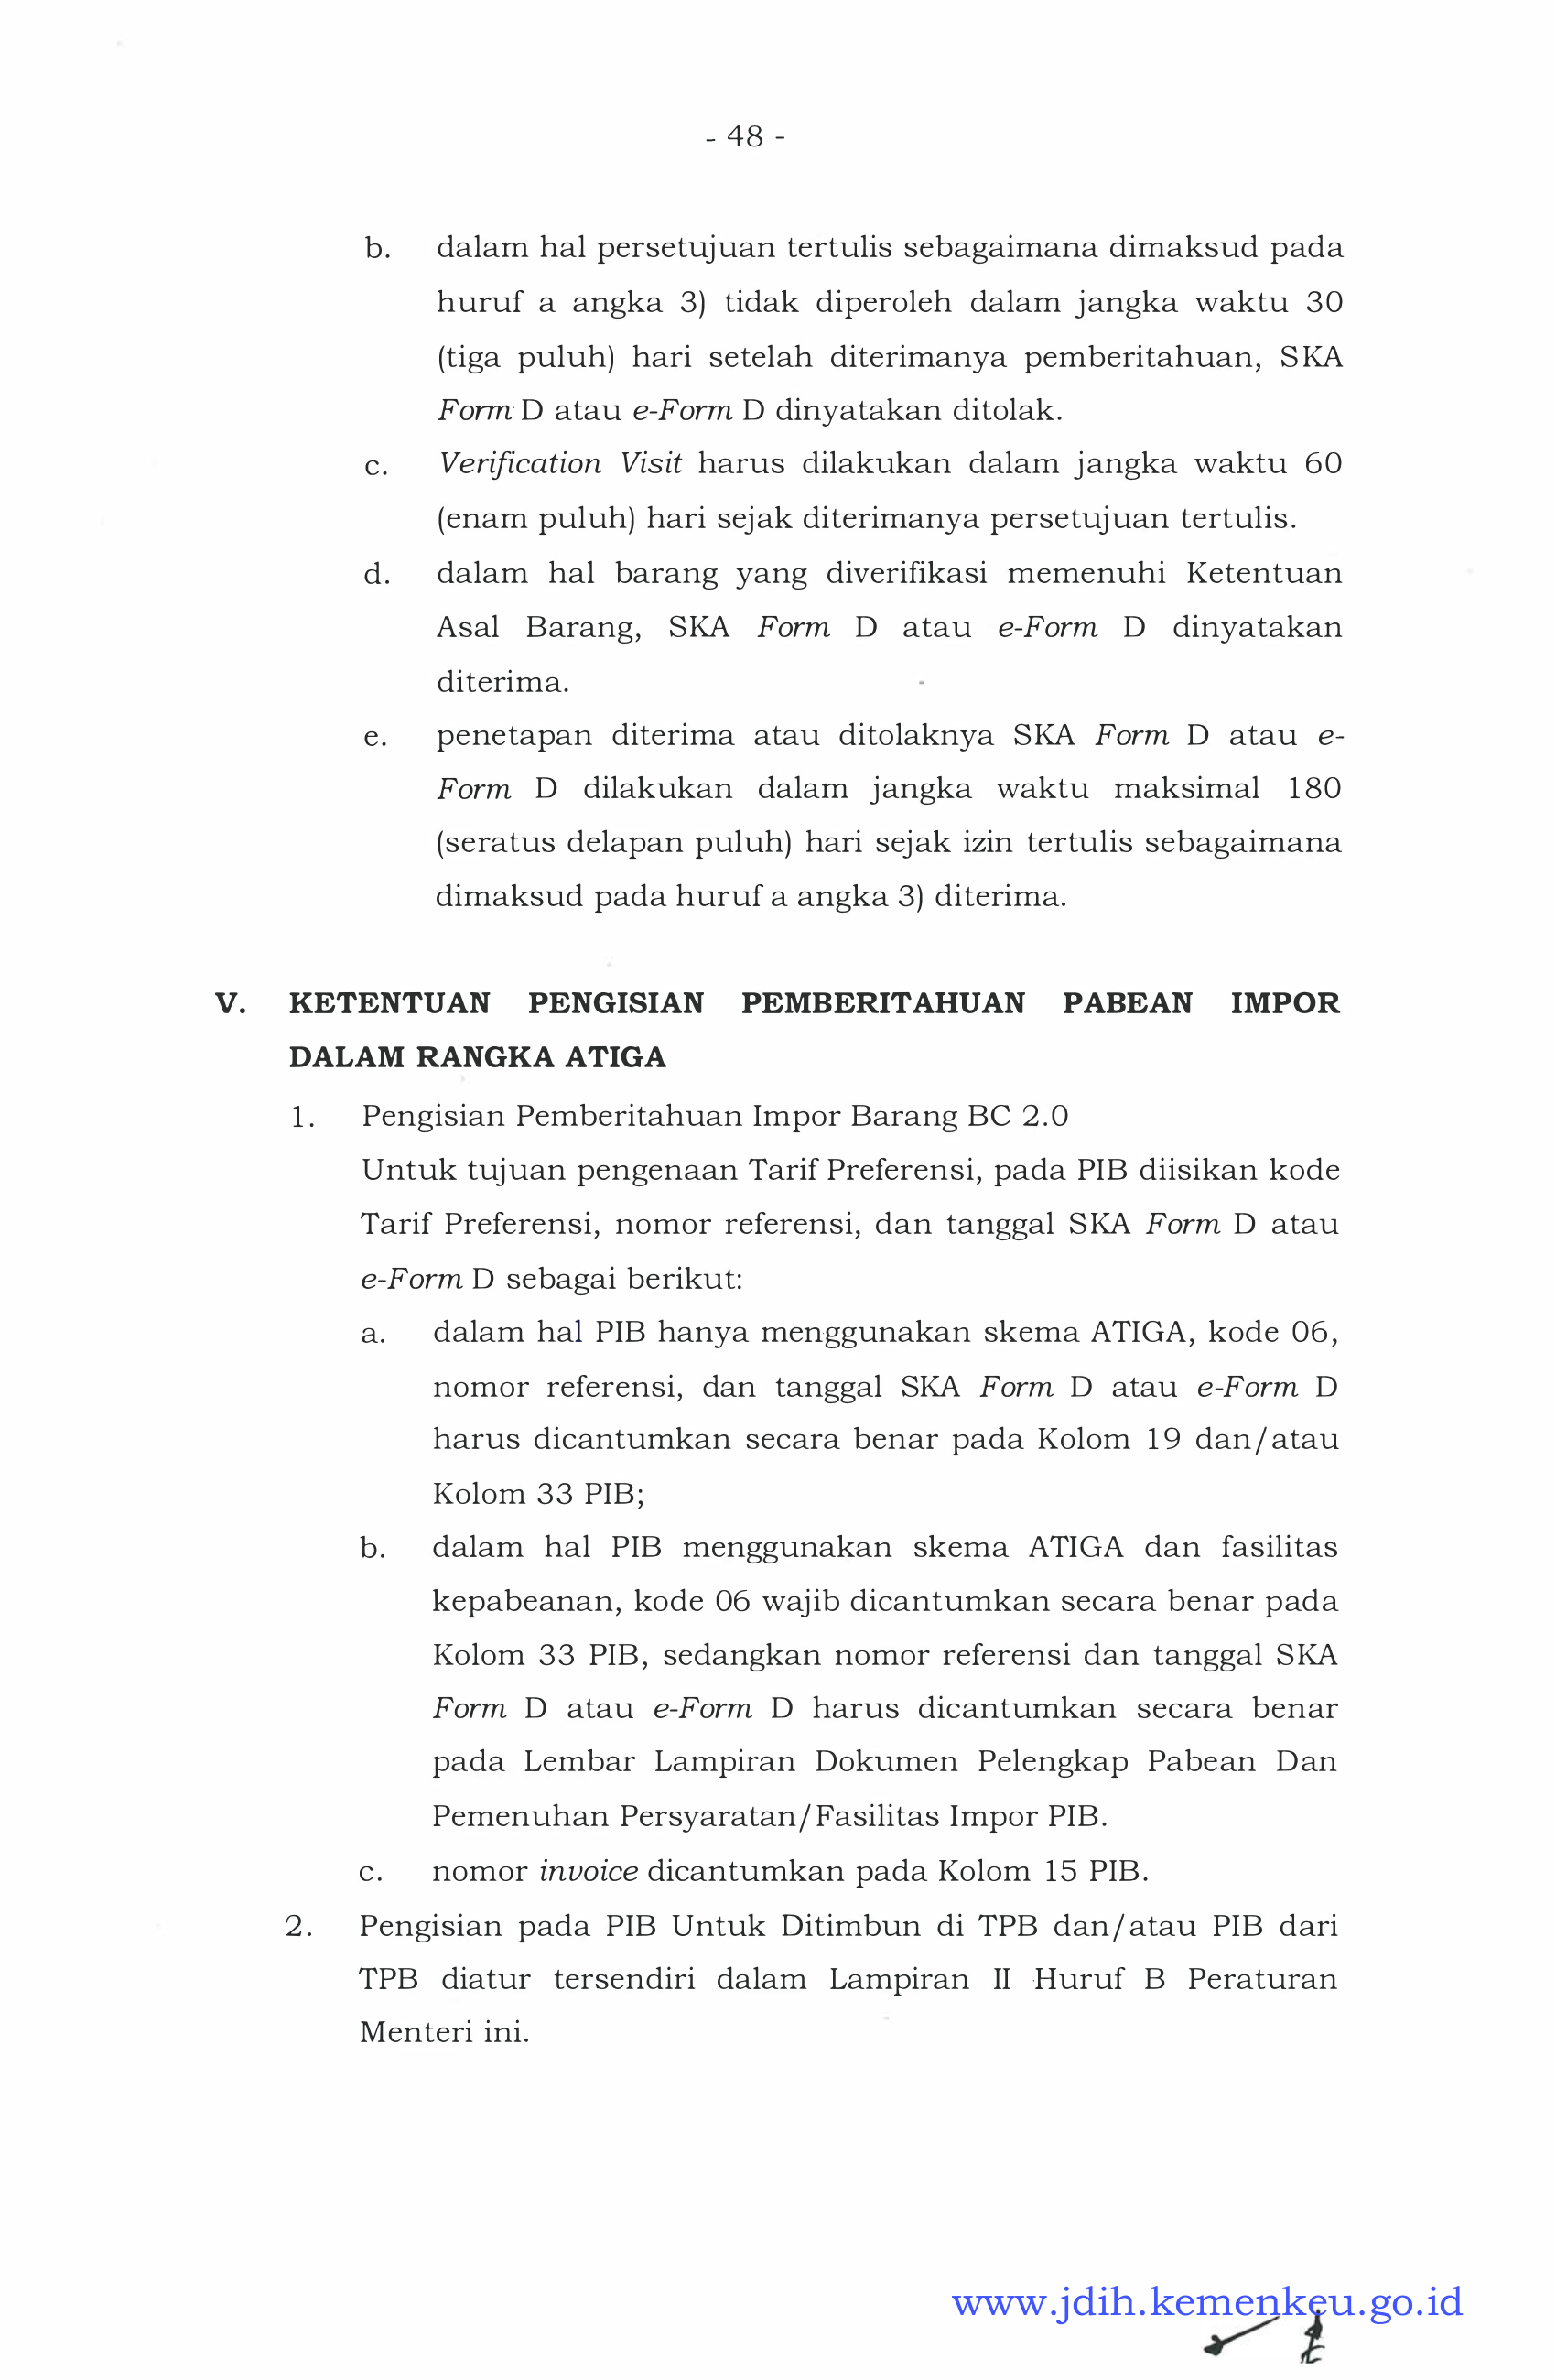 - 48 -
b. dalam hal persetujuan tertulis sebagaimana dimaksud pada
huruf a angka 3) tidak diperoleh dalam jangka waktu 30
(tiga puluh) hari setelah diterimanya pemberitahuan, SKA
Form D atau e-Form D dinyatakan ditolak.
c. Verification Visit harus dilakukan dalam jangka waktu 60
(enam puluh) hari sejak diterimanya persetujuan tertulis.
d. dalam hal barang yang diverifikasi memenuhi Ketentuan
Asal Barang, SKA Form D atau e-Form D dinyatakan
diterima.
e. penetapan diterima atau ditolaknya SKA Form D atau e-
Form D dilakukan dalam jangka waktu maksimal 180
(seratus delapan puluh) hari sejak izin tertulis sebagaimana
dimaksud pada huruf a angka 3) diterima.
V. KETENTUAN PENGISIAN PEMBERITAHUAN PABEAN IMPOR
DALAM RANGKA ATIGA
1. Pengisian Pemberitahuan Impor Barang BC 2.0
Untuk tujuan pengenaan Tarif Preferensi, pada PIB diisikan kode
Tarif Preferensi, nomor referensi, dan tanggal SKA Form D atau
e-Form D sebagai berikut:
a. dalam hal PIB hanya menggunakan skema ATIGA, kode 06,
nomor referensi, dan tanggal SKA Form D atau e-Form D
harus dicantumkan secara benar pada Kolom 19 dan/atau
Kolom 33 PIB;
b. dalam hal PIB menggunakan skema ATIGA dan fasilitas
kepabeanan, kode 06 wajib dicantumkan secara benar pada
Kolom 33 PIB, sedangkan nomor referensi dan tanggal SKA
Form D atau e-Form D harus dicantumkan secara benar
pada Lembar Lampiran Dokumen Pelengkap Pabean Dan
Pemenuhan Persyaratan/Fasilitas Impor PIB.
c. nomor invoice dicantumkan pada Kolom 15 PIB.
2. Pengisian pada PIB Untuk Ditimbun di TPB dan/atau PIB dari
TPB diatur tersendiri dalam Lampiran II Huruf B Peraturan
Menteri ini.
www.jdih.kemenkeu.go.id